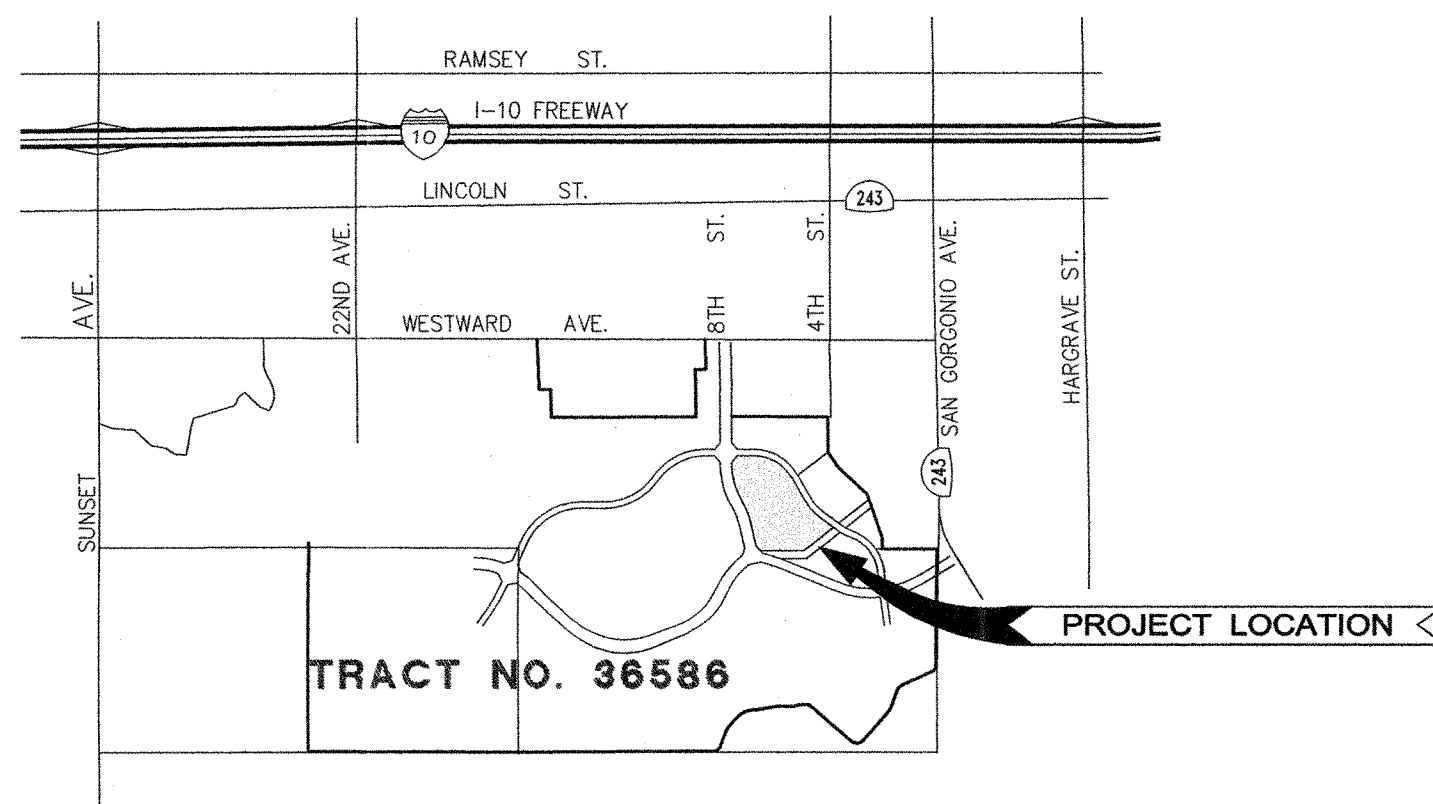 RAMSEY ST.
I-10 FREEWAY
10
LINCOLN ST.
243
22ND AVE.
8TH ST.
4TH ST.
SAN GORGONIO AVE.
HARGRAVE ST.
SUNSET AVE.
WESTWARD AVE.
243
PROJECT LOCATION
TRACT NO. 36586